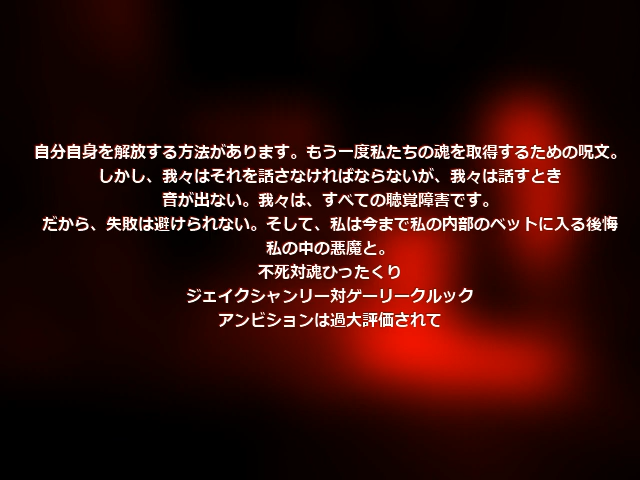 自分自身を解放する方法があります。もう一度私たちの魂を取得するための呪文。
しかし、我々はそれを話さなければならないが、我々は話すとき
音が出ない。我々は、すべての聴覚障害です。
だから、失敗は避けられない。そして、私は今まで私の内部のベットに入る後悔
私の中の悪魔と。
不死対魂ひったくり
ジェイクシャンリー対ゲーリークルック
アンビションは過大評価されて